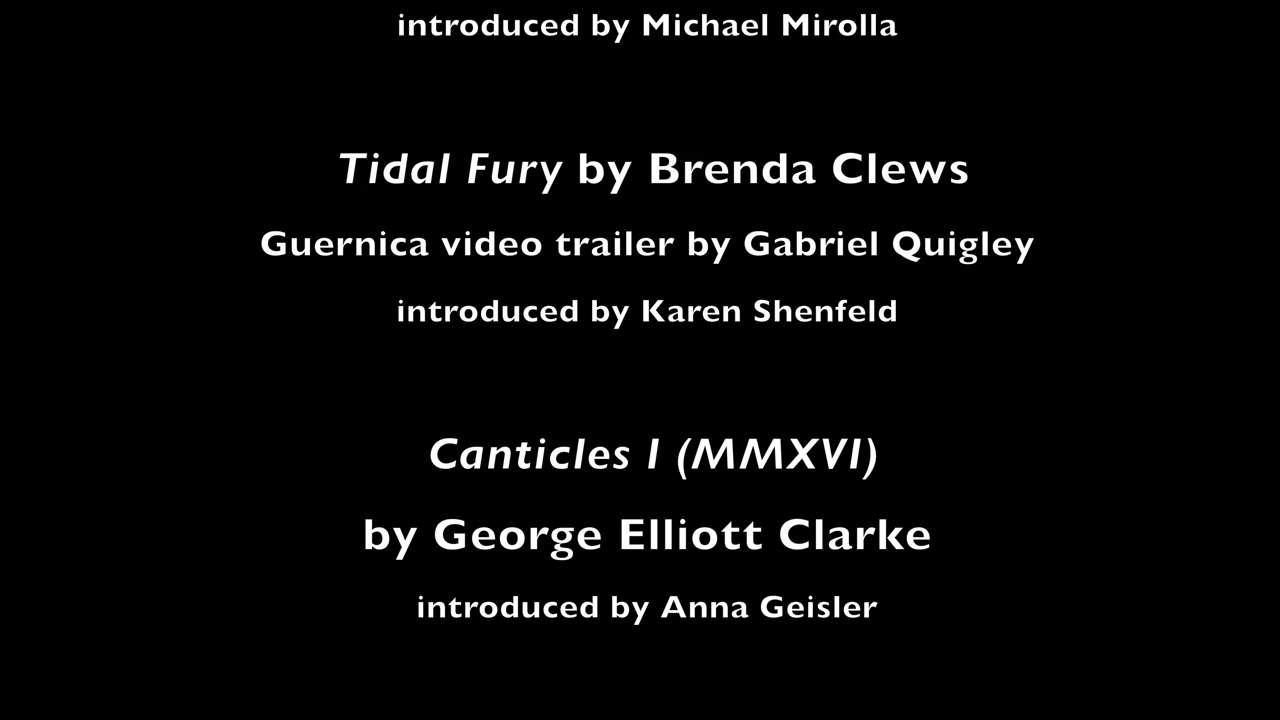 introduced by Michael Mirolla
Tidal Fury by Brenda Clews
Guernica video trailer by Gabriel Quigley
introduced by Karen Shenfeld
Canticles I (MMXVI)
by George Elliott Clarke
introduced by Anna Geisler